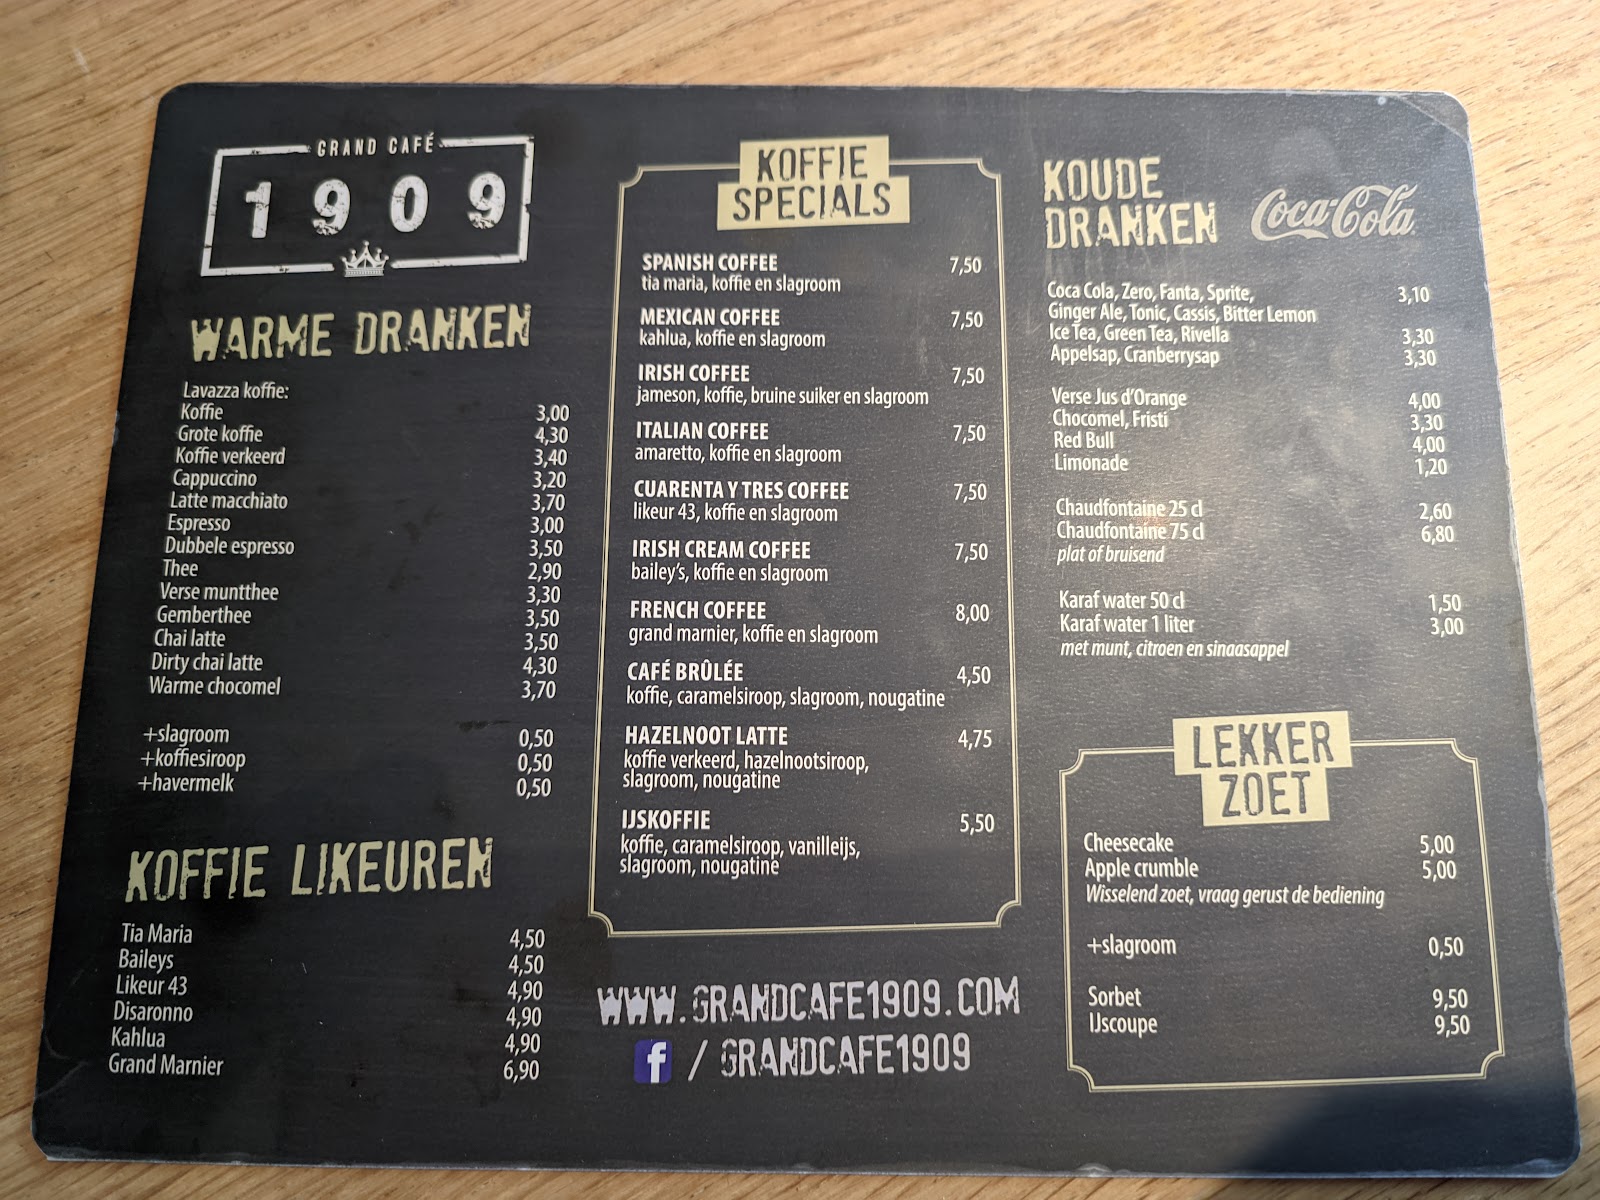 GRAND CAFÉ
1909
WARME DRANKEN
Lavazza koffie:
Koffie 3,00
Grote koffie 4,30
Koffie verkeerd 3,40
Cappuccino 3,20
Latte macchiato 3,70
Espresso 3,00
Dubbele espresso 3,50
Thee 2,90
Verse muntthee 3,30
Gemberthee 3,50
Chai latte 3,50
Dirty chai latte 4,30
Warme chocomel 3,70
+slagroom 0,50
+koffiesiroop 0,50
+havermelk 0,50
KOFFIE LIKEUREN
Tia Maria 4,50
Baileys 4,50
Likeur 43 4,90
Disaronno 4,90
Kahlua 4,90
Grand Marnier 6,90
KOFFIE
SPECIALS
SPANISH COFFEE 7,50
tia maria, koffie en slagroom
MEXICAN COFFEE 7,50
kahlua, koffie en slagroom
IRISH COFFEE 7,50
jameson, koffie, bruine suiker en slagroom
ITALIAN COFFEE 7,50
amaretto, koffie en slagroom
CUARENTA Y TRES COFFEE 7,50
likeur 43, koffie en slagroom
IRISH CREAM COFFEE 7,50
bailey's, koffie en slagroom
FRENCH COFFEE 8,00
grand marnier, koffie en slagroom
CAFÉ BRÛLÉE 4,50
koffie, caramelsiroop, slagroom, nougatine
HAZELNOOT LATTE 4,75
koffie verkeerd, hazelnootsiroop,
slagroom, nougatine
IJSKOFFIE 5,50
koffie, caramelsiroop, vanilleijs,
slagroom, nougatine
WWW.GRANDCAFE1909.COM
f / GRANDCAFE1909
KOUDE
DRANKEN
Coca-Cola
Coca Cola, Zero, Fanta, Sprite, 3,10
Ginger Ale, Tonic, Cassis, Bitter Lemon
Ice Tea, Green Tea, Rivella 3,30
Appelsap, Cranberrysap 3,30
Verse Jus d'Orange 4,00
Chocomel, Fristi 3,30
Red Bull 4,00
Limonade 1,20
Chaudfontaine 25 cl 2,60
Chaudfontaine 75 cl 6,80
plat of bruisend
Karaf water 50 cl 1,50
Karaf water 1 liter 3,00
met munt, citroen en sinaasappel
LEKKER
ZOET
Cheesecake 5,00
Apple crumble 5,00
Wisselend zoet, vraag gerust de bediening
+slagroom 0,50
Sorbet 9,50
IJscoupe 9,50